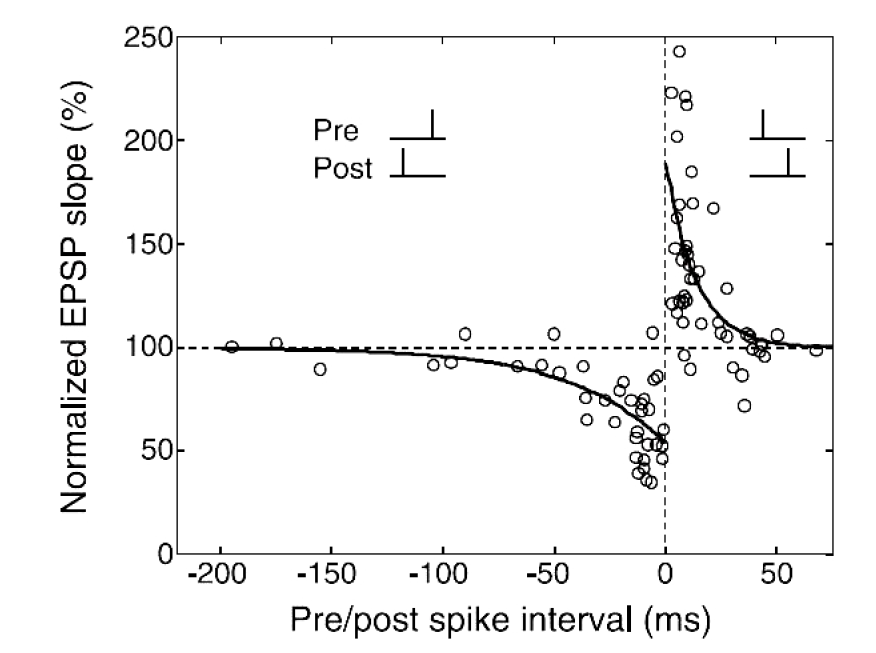 250
200
150
100
50
0
Normalized EPSP slope (%)
Pre
Post
-200 -150 -100 -50 0 50
Pre/post spike interval (ms)